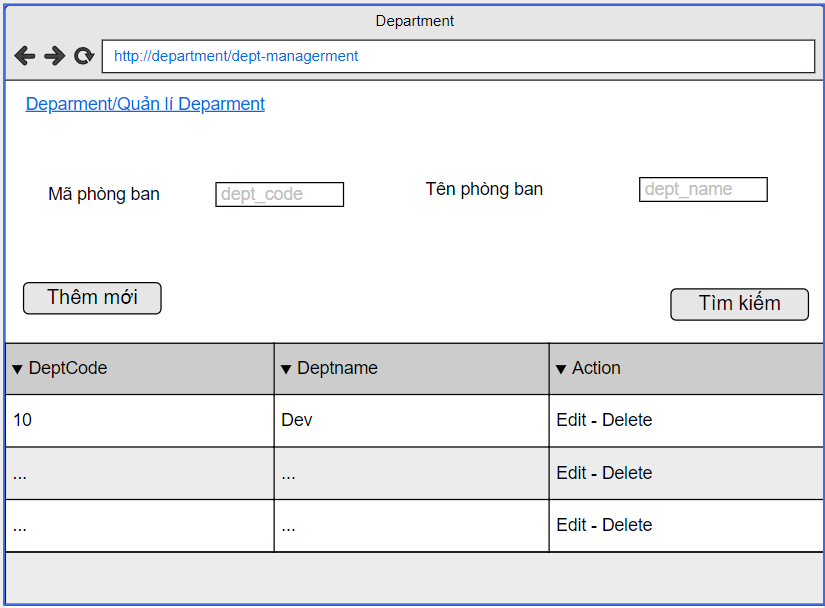 Department
http://department/dept-managerment
Deparment/Quản lí Deparment
Mã phòng ban dept_code Tên phòng ban dept_name
Thêm mới Tìm kiếm
DeptCode Deptname Action
10 Dev Edit - Delete
... ... Edit - Delete
... ... Edit - Delete